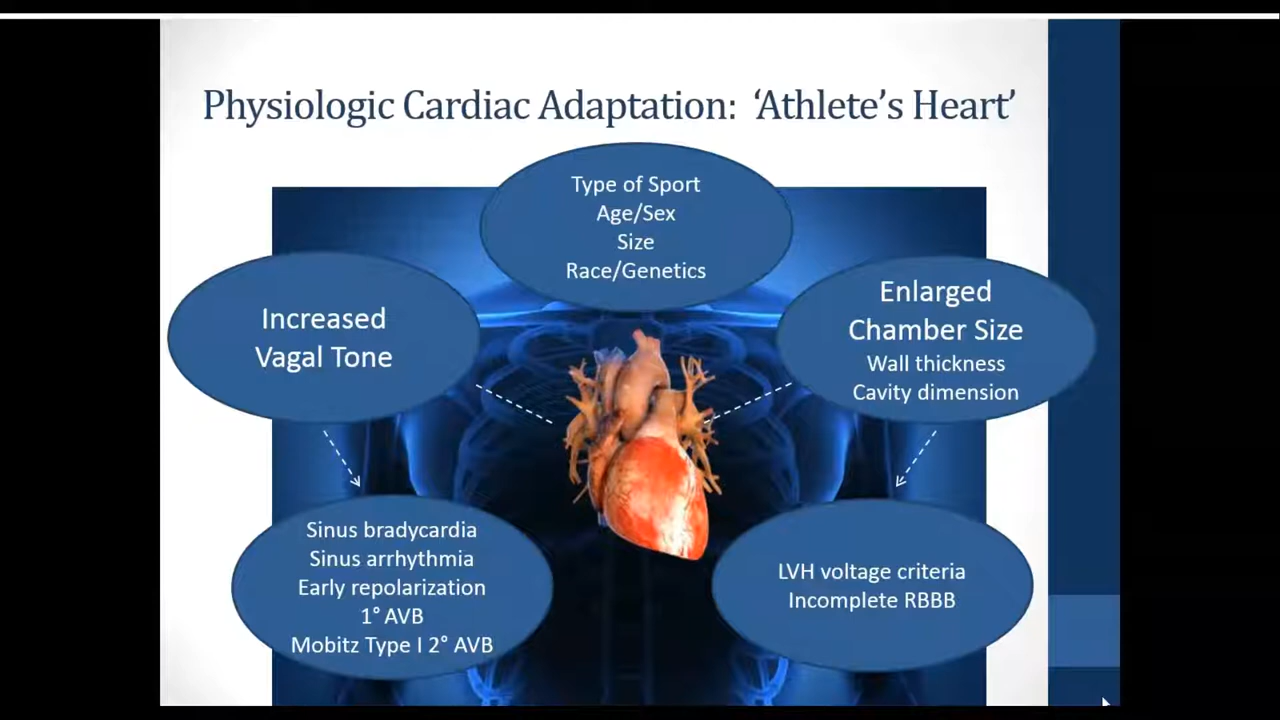 Physiologic Cardiac Adaptation: ‘Athlete’s Heart’
Type of Sport
Age/Sex
Size
Race/Genetics
Increased
Vagal Tone
Enlarged
Chamber Size
Wall thickness
Cavity dimension
Sinus bradycardia
Sinus arrhythmia
Early repolarization
1° AVB
Mobitz Type I 2° AVB
LVH voltage criteria
Incomplete RBBB